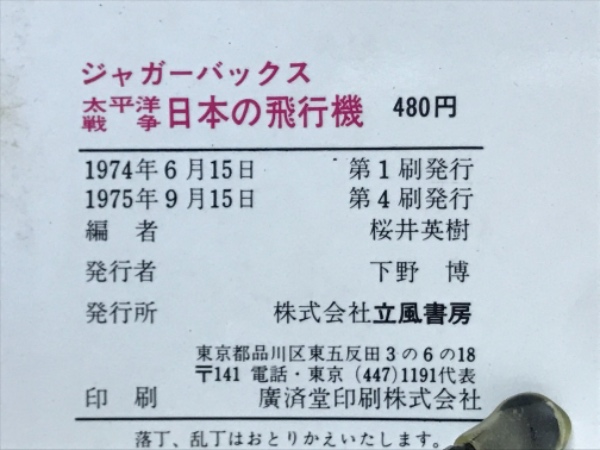 ジャガーバックス
太平洋戦争 日本の飛行機 480円
1974年6月15日 第1刷発行
1975年9月15日 第4刷発行
編者 桜井英樹
発行者 下野 博
発行所 株式会社立風書房
東京都品川区東五反田3の6の18
〒141 電話・東京(447)1191代表
印刷 廣済堂印刷株式会社
落丁、乱丁はおとりかえいたします。